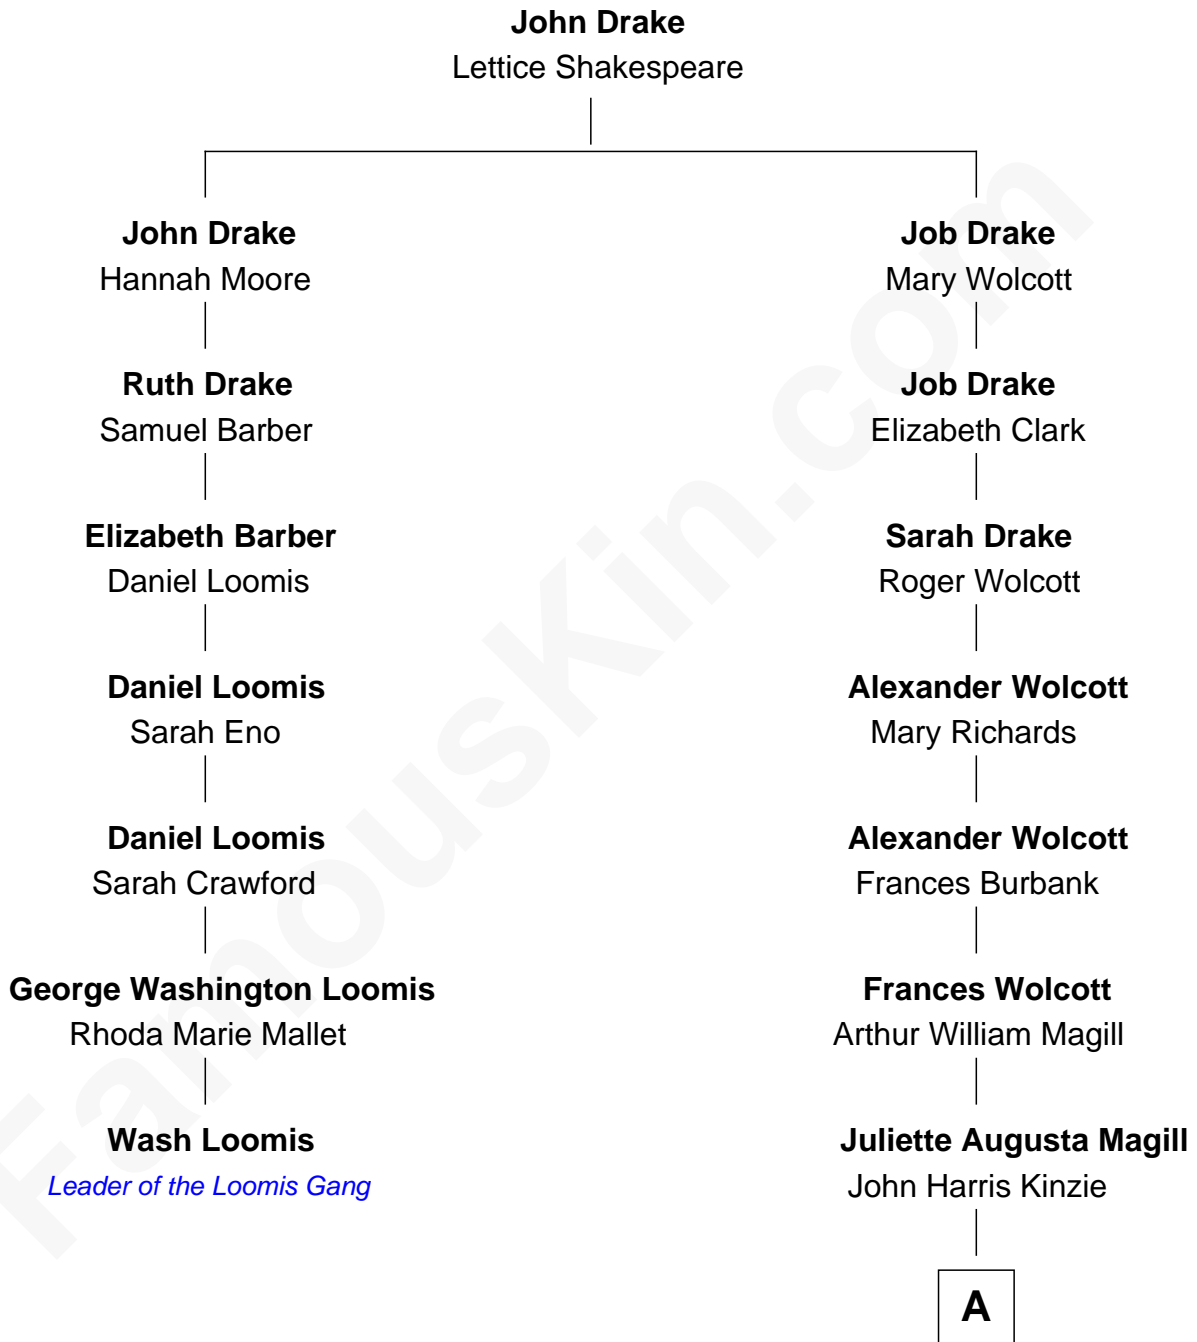 John Drake
Lettice Shakespeare
John Drake
Hannah Moore
Job Drake
Mary Wolcott
Ruth Drake
Samuel Barber
Job Drake
Elizabeth Clark
Elizabeth Barber
Daniel Loomis
Sarah Drake
Roger Wolcott
Daniel Loomis
Sarah Eno
Alexander Wolcott
Mary Richards
Daniel Loomis
Sarah Crawford
Alexander Wolcott
Frances Burbank
George Washington Loomis
Rhoda Marie Mallet
Frances Wolcott
Arthur William Magill
Wash Loomis
Leader of the Loomis Gang
Juliette Augusta Magill
John Harris Kinzie
A
FamousKin.com